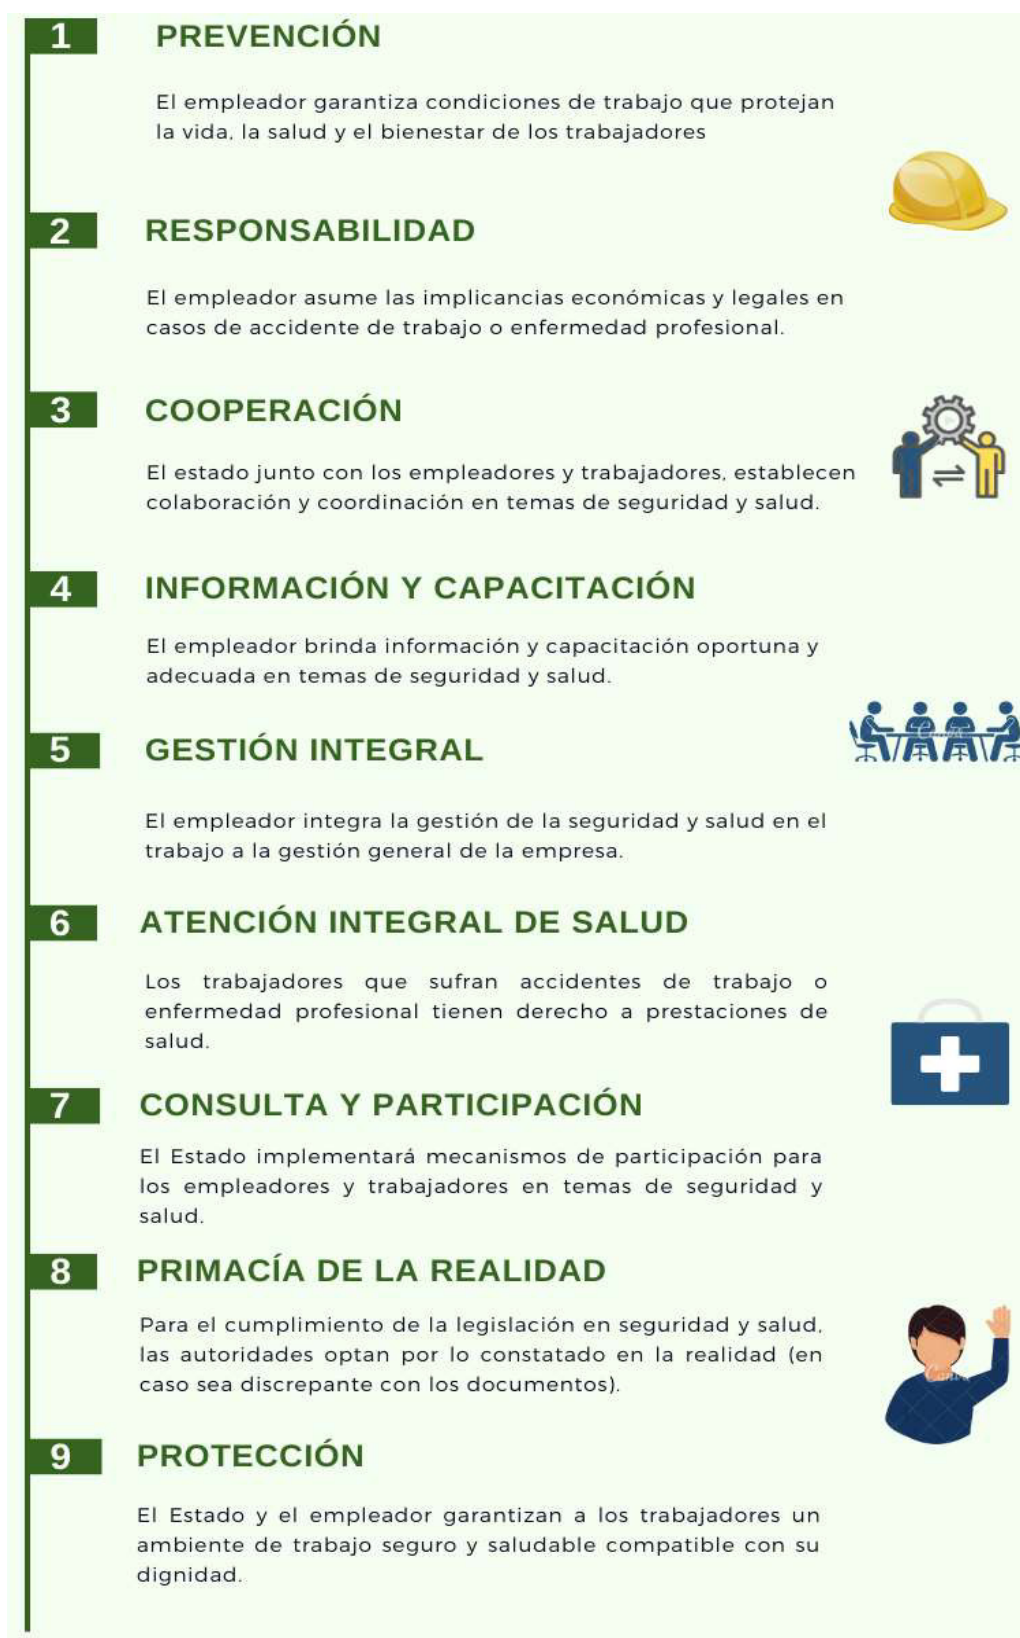 1
PREVENCIÓN
El empleador garantiza condiciones de trabajo que protejan
la vida, la salud y el bienestar de los trabajadores
2
RESPONSABILIDAD
El empleador asume las implicancias económicas y legales en
casos de accidente de trabajo o enfermedad profesional.
3
COOPERACIÓN
El estado junto con los empleadores y trabajadores, establecen
colaboración y coordinación en temas de seguridad y salud.
4
INFORMACIÓN Y CAPACITACIÓN
El empleador brinda información y capacitación oportuna y
adecuada en temas de seguridad y salud.
5
GESTIÓN INTEGRAL
El empleador integra la gestión de la seguridad y salud en el
trabajo a la gestión general de la empresa.
6
ATENCIÓN INTEGRAL DE SALUD
Los trabajadores que sufran accidentes de trabajo o
enfermedad profesional tienen derecho a prestaciones de
salud.
7
CONSULTA Y PARTICIPACIÓN
El Estado implementará mecanismos de participación para
los empleadores y trabajadores en temas de seguridad y
salud.
8
PRIMACÍA DE LA REALIDAD
Para el cumplimiento de la legislación en seguridad y salud,
las autoridades optan por lo constatado en la realidad (en
caso sea discrepante con los documentos).
Canva
9
PROTECCIÓN
El Estado y el empleador garantizan a los trabajadores un
ambiente de trabajo seguro y saludable compatible con su
dignidad.